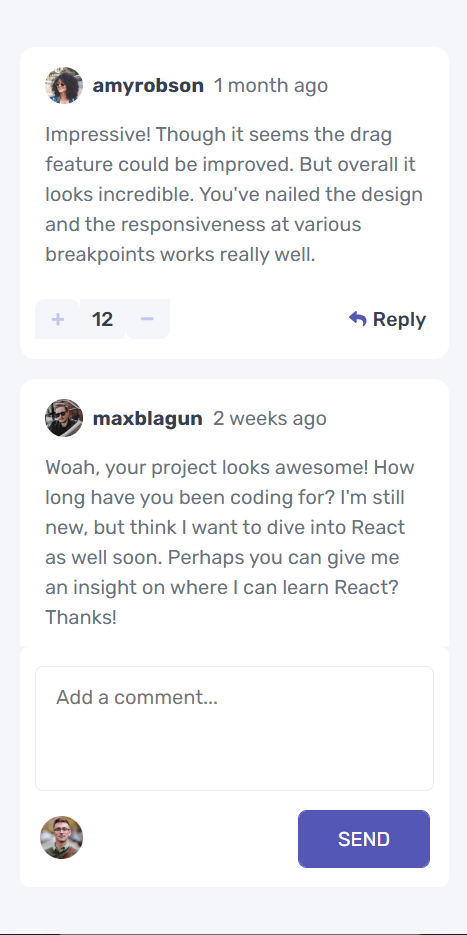 amyrobson 1 month ago
Impressive! Though it seems the drag
feature could be improved. But overall it
looks incredible. You've nailed the design
and the responsiveness at various
breakpoints works really well.
+ 12 − Reply
maxblagun 2 weeks ago
Woah, your project looks awesome! How
long have you been coding for? I'm still
new, but think I want to dive into React
as well soon. Perhaps you can give me
an insight on where I can learn React?
Thanks!
Add a comment...
SEND